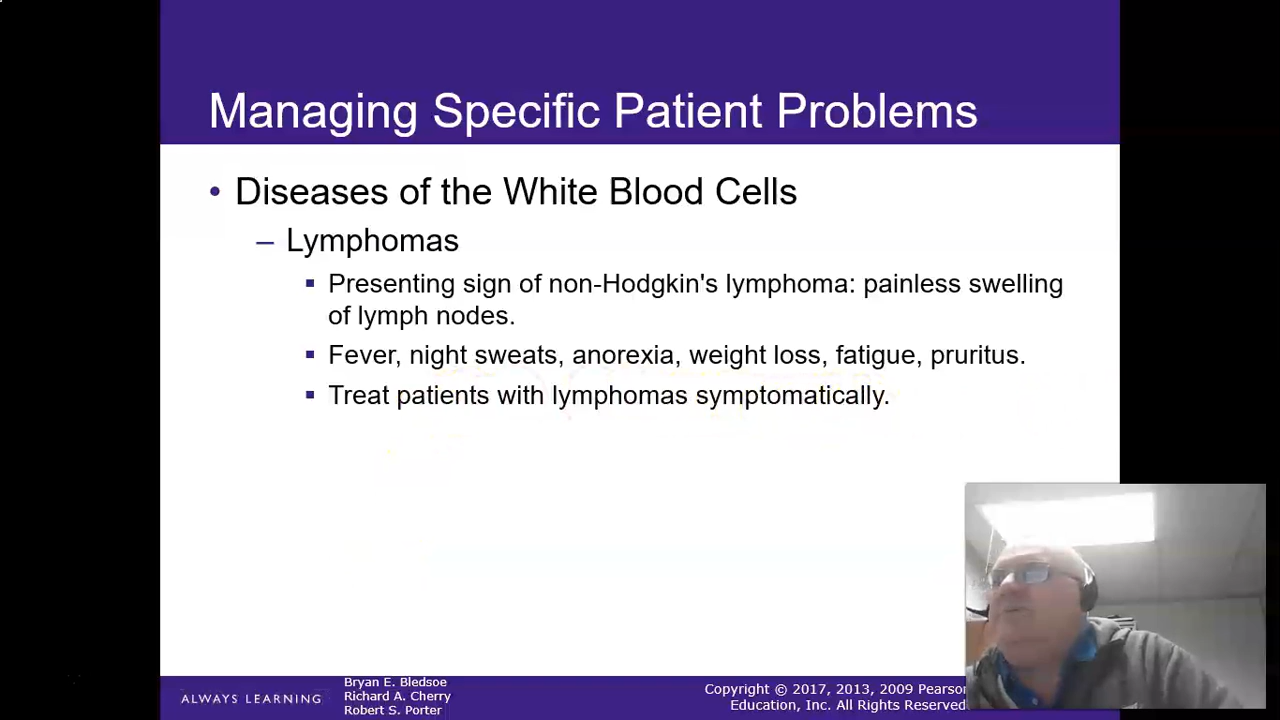 Managing Specific Patient Problems
• Diseases of the White Blood Cells
– Lymphomas
▪ Presenting sign of non-Hodgkin's lymphoma: painless swelling
of lymph nodes.
▪ Fever, night sweats, anorexia, weight loss, fatigue, pruritus.
▪ Treat patients with lymphomas symptomatically.
ALWAYS LEARNING
Bryan E. Bledsoe
Richard A. Cherry
Robert S. Porter
Copyright © 2017, 2013, 2009 Pearson
Education, Inc. All Rights Reserved